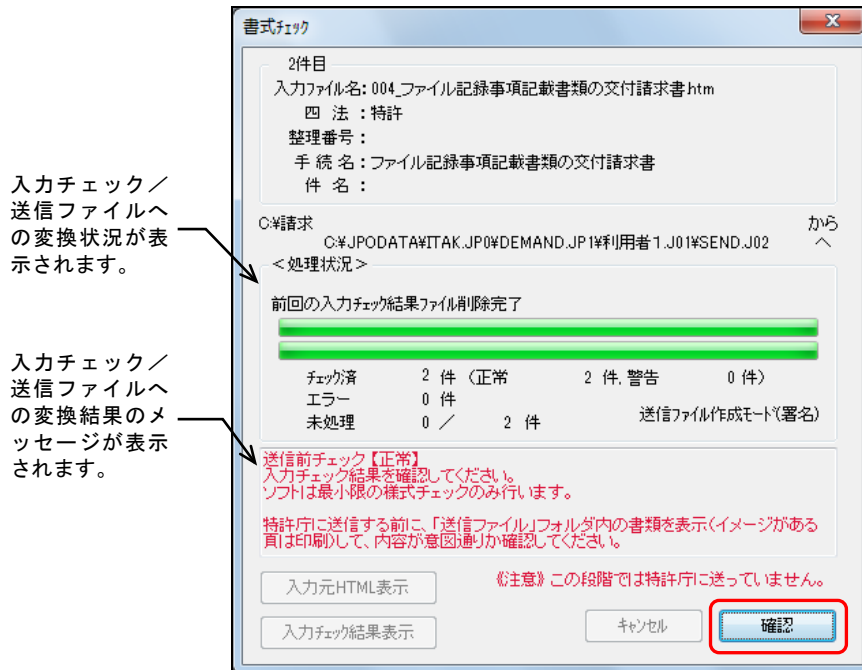 書式ﾁｪｯｸ
2件目
入力ﾌｧｲﾙ名：004_ファイル記録事項記載書類の交付請求書.htm
四 法：特許
整理番号：
手 続 名：ファイル記録事項記載書類の交付請求書
件 名：
入力チェック／
送信ファイルへ
の変換状況が表
示されます。
C:¥請求 から
C:¥JPODATA¥ITAK.JP0¥DEMAND.JP1¥利用者1.J01¥SEND.J02 へ
＜処理状況＞
前回の入力ﾁｪｯｸ結果ﾌｧｲﾙ削除完了
チェック済 2 件（正常 2 件, 警告 0 件）
エラー 0 件
未処理 0 ／ 2 件 送信ﾌｧｲﾙ作成ﾓｰﾄﾞ(署名)
入力チェック／
送信ファイルへ
の変換結果のメ
ッセージが表示
されます。
送信前チェック【正常】
入力チェック結果を確認してください。
ソフトは最小限の様式チェックのみ行います。
特許庁に送信する前に、「送信ファイル」フォルダ内の書類を表示（イメージがある
頁は印刷）して、内容が意図通りか確認してください。
入力元HTML表示
《注意》この段階では特許庁に送っていません。
入力ﾁｪｯｸ結果表示
ｷｬﾝｾﾙ
確認